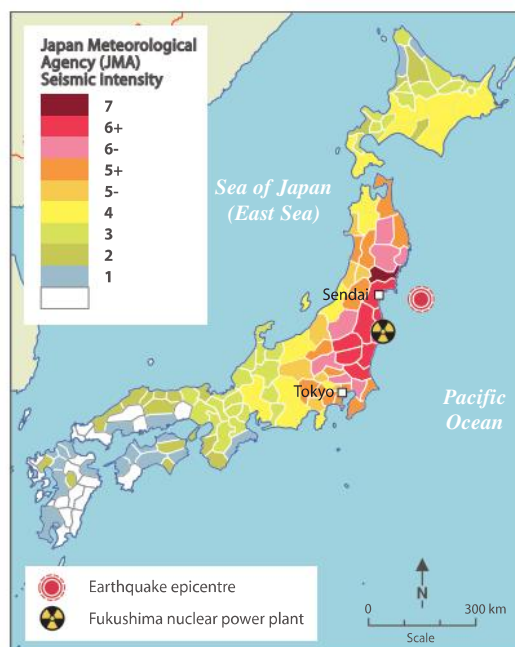 Japan Meteorological
Agency (JMA)
Seismic Intensity
7
6+
6-
5+
5-
4
3
2
1
Sea of Japan
(East Sea)
Sendai
Tokyo
Pacific
Ocean
Earthquake epicentre
Fukushima nuclear power plant
N
0 300 km
Scale